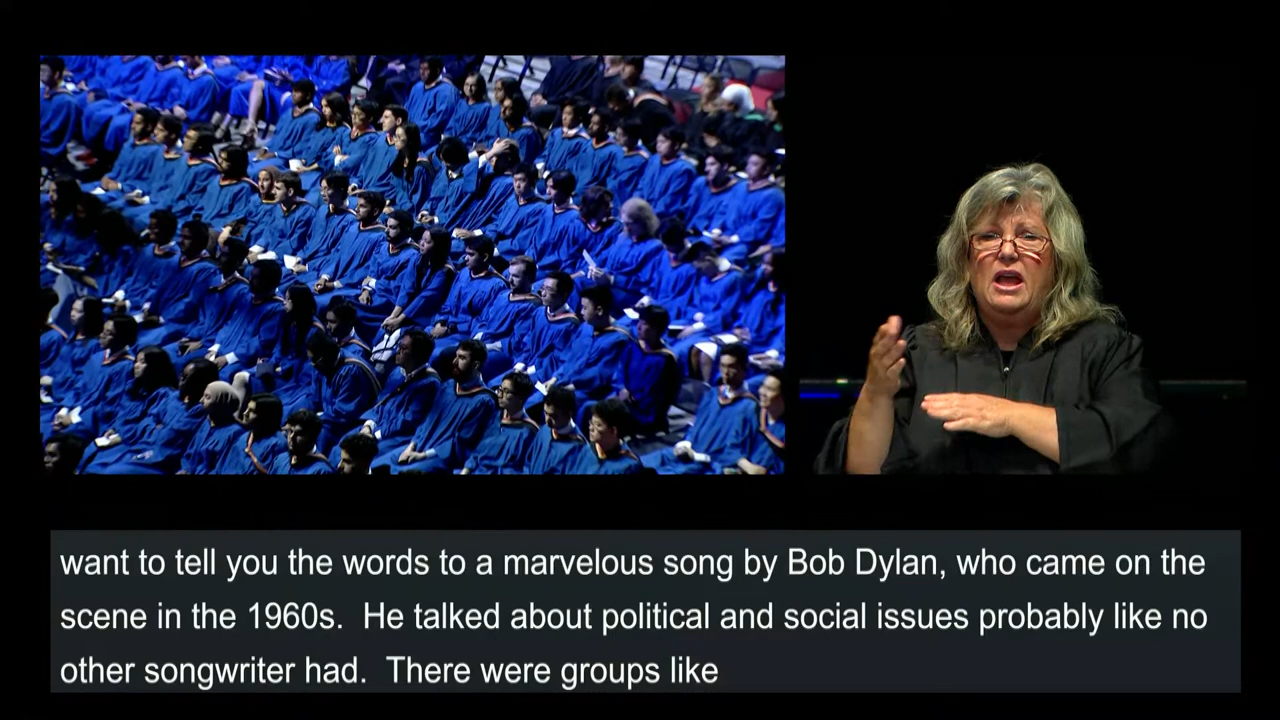 want to tell you the words to a marvelous song by Bob Dylan, who came on the
scene in the 1960s.  He talked about political and social issues probably like no
other songwriter had.  There were groups like